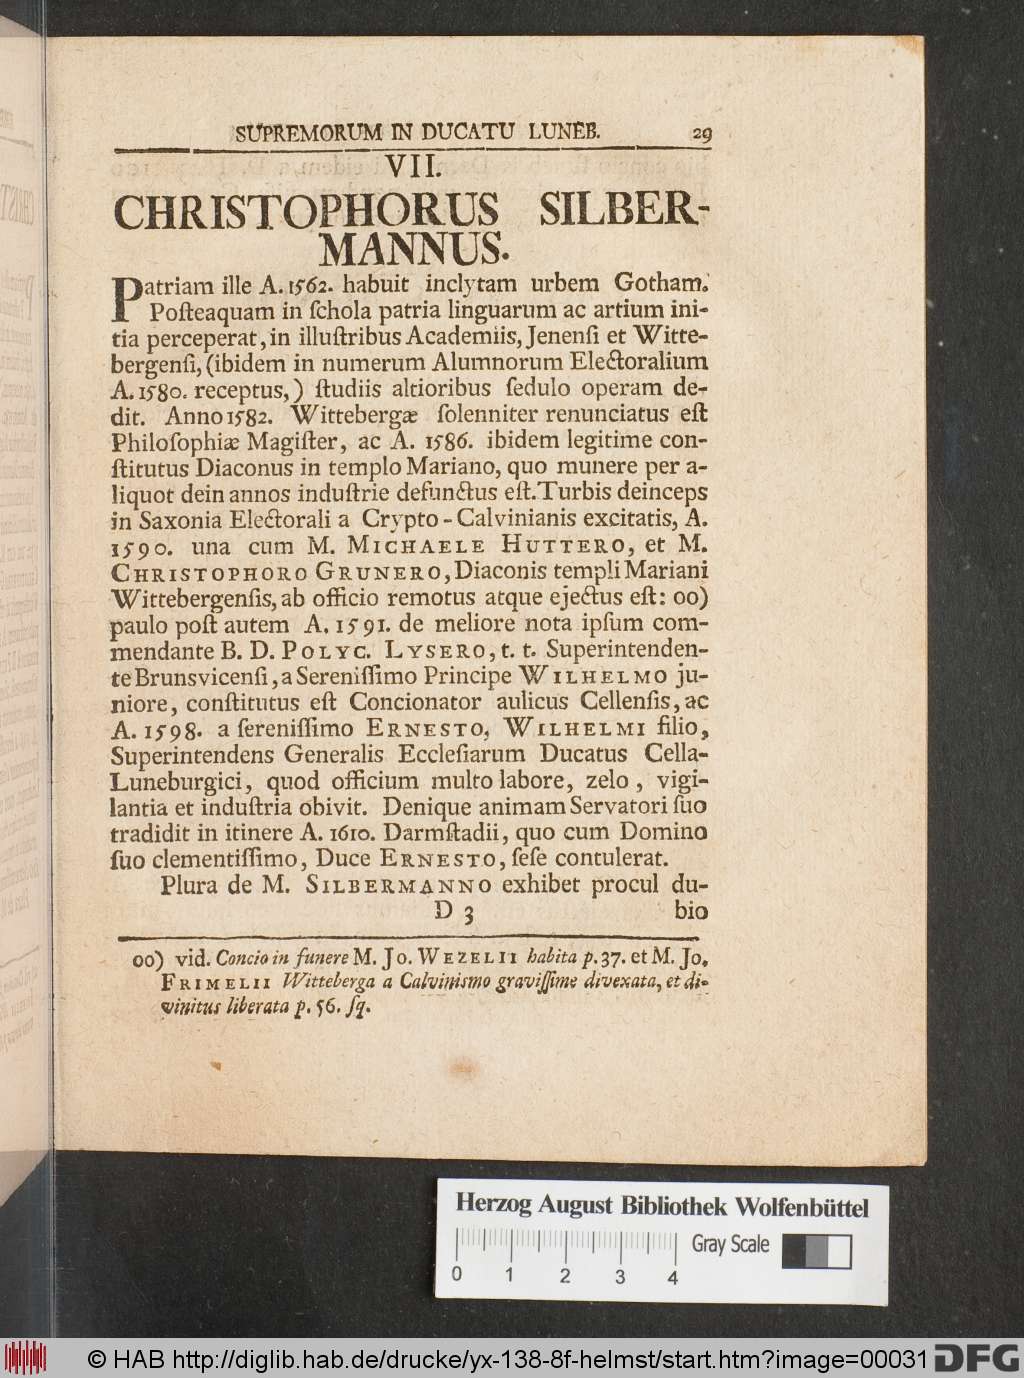 SUPREMORUM IN DUCATU LUNEB. 29
VII.
CHRISTOPHORUS SILBER-
MANNUS.
Patriam ille A. 1562. habuit inclytam urbem Gotham.
Poſteaquam in ſchola patria linguarum ac artium ini-
tia perceperat, in illuſtribus Academiis, Jenenſi et Witte-
bergenſi, (ibidem in numerum Alumnorum Electoralium
A. 1580. receptus,) ſtudiis altioribus ſedulo operam de-
dit. Anno 1582. Wittebergæ ſolenniter renunciatus eſt
Philoſophiæ Magiſter, ac A. 1586. ibidem legitime con-
ſtitutus Diaconus in templo Mariano, quo munere per a-
liquot dein annos induſtrie defunctus eſt. Turbis deinceps
in Saxonia Electorali a Crypto-Calvinianis excitatis, A.
1590. una cum M. MICHAELE HUTTERO, et M.
CHRISTOPHORO GRUNERO, Diaconis templi Mariani
Wittebergenſis, ab officio remotus atque ejectus eſt: oo)
paulo poſt autem A. 1591. de meliore nota ipſum com-
mendante B. D. POLYC. LYSERO, t. t. Superintenden-
te Brunsvicenſi, a Sereniſſimo Principe WILHELMO ju-
niore, conſtitutus eſt Concionator aulicus Cellenſis, ac
A. 1598. a ſereniſſimo ERNESTO, WILHELMI filio,
Superintendens Generalis Eccleſiarum Ducatus Cella-
Luneburgici, quod officium multo labore, zelo, vigi-
lantia et induſtria obivit. Denique animam Servatori ſuo
tradidit in itinere A. 1610. Darmſtadii, quo cum Domino
ſuo clementiſſimo, Duce ERNESTO, ſeſe contulerat.
Plura de M. SILBERMANNO exhibet procul du-
D 3 bio
oo) vid. Concio in funere M. Jo. WEZELII habita p. 37. et M. Jo.
FRIMELII Witteberga a Calvinismo graviſſime divexata, et di-
vinitus liberata p. 56. ſq.
Herzog August Bibliothek Wolfenbüttel
Gray Scale
0 1 2 3 4
© HAB http://diglib.hab.de/drucke/yx-138-8f-helmst/start.htm?image=00031 DFG